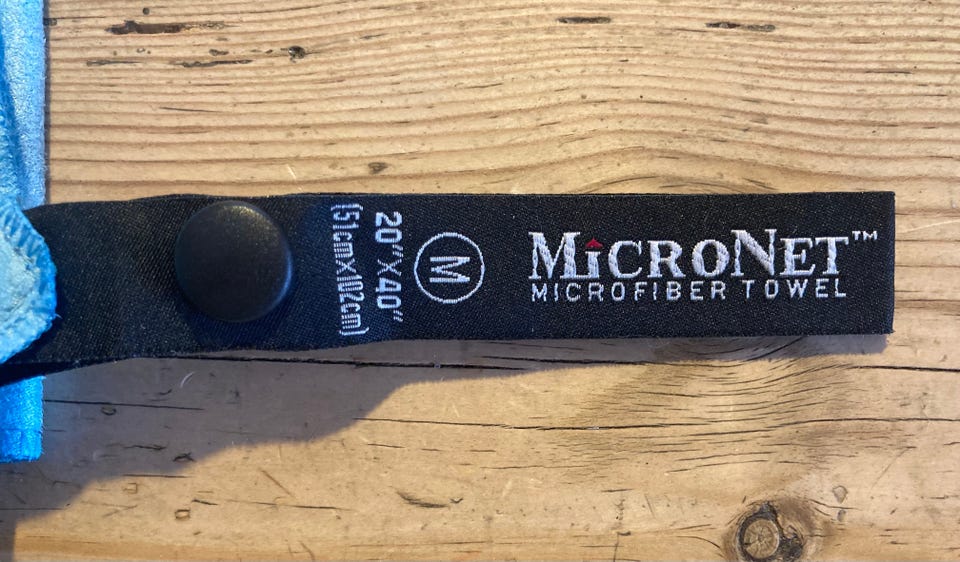 MICRONET™
MICROFIBER TOWEL
M
20"X40"
(51cmx102cm)